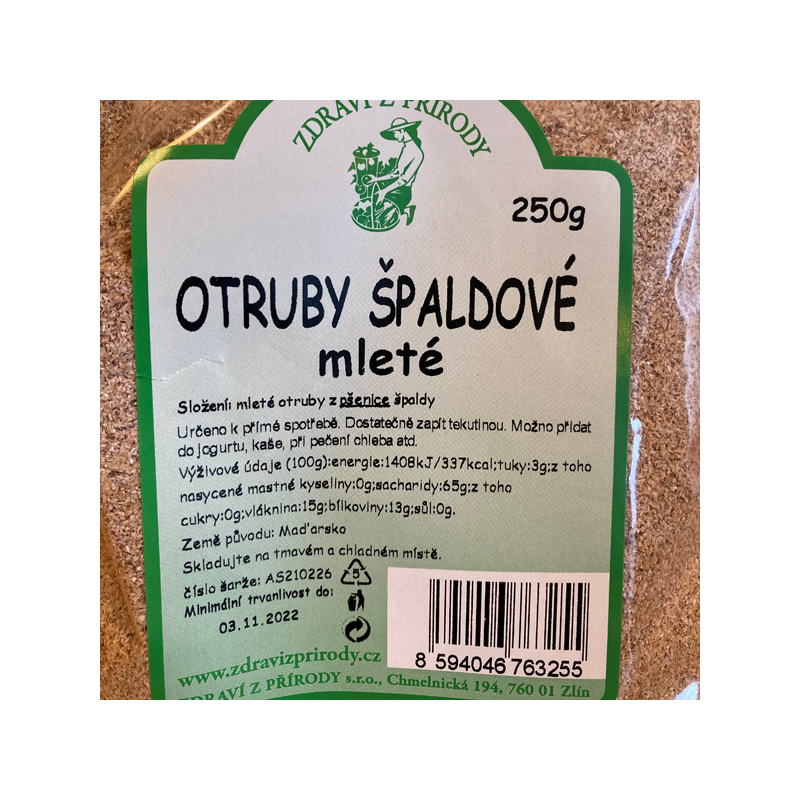 ZDRAVÍ Z PŘÍRODY
250g
OTRUBY ŠPALDOVÉ
mleté
Složení: mleté otruby z pšenice špaldy
Určeno k přímé spotřebě. Dostatečně zapít tekutinou. Možno přidat
do jogurtu, kaše, při pečení chleba atd.
Výživové údaje (100g):energie:1408kJ/337kcal;tuky:3g;z toho
nasycené mastné kyseliny:0g;sacharidy:65g;z toho
cukry:0g;vláknina:15g;bílkoviny:13g;sůl:0g.
Země původu: Maďarsko
Skladujte na tmavém a chladném místě.
číslo šarže: AS210226
5
Minimální trvanlivost do:
03.11.2022
8 594046 763255
www.zdravizprirody.cz
ZDRAVÍ Z PŘÍRODY s.r.o., Chmelnická 194, 760 01 Zlín